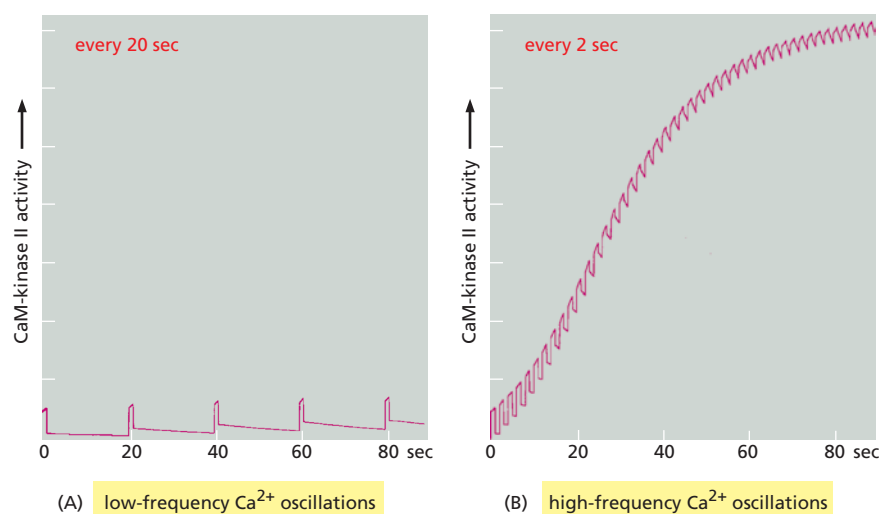 every 20 sec
CaM-kinase II activity
0 20 40 60 80 sec
(A) low-frequency Ca²⁺ oscillations
every 2 sec
CaM-kinase II activity
0 20 40 60 80 sec
(B) high-frequency Ca²⁺ oscillations